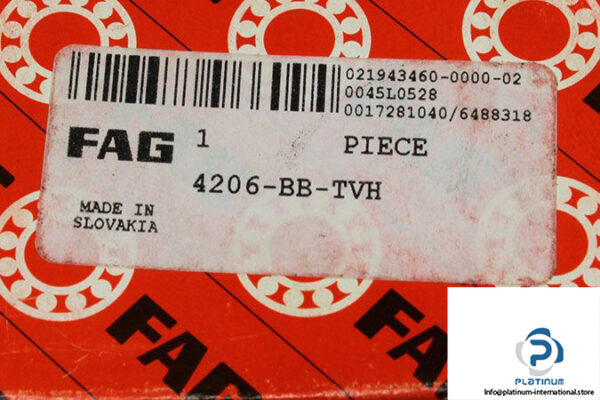 021943460-0000-02
0045L0528
0017281040/6488318
FAG 1 PIECE
4206-BB-TVH
MADE IN
SLOVAKIA
FAG
FAG
PLATINUM
Info@platinum-international.store